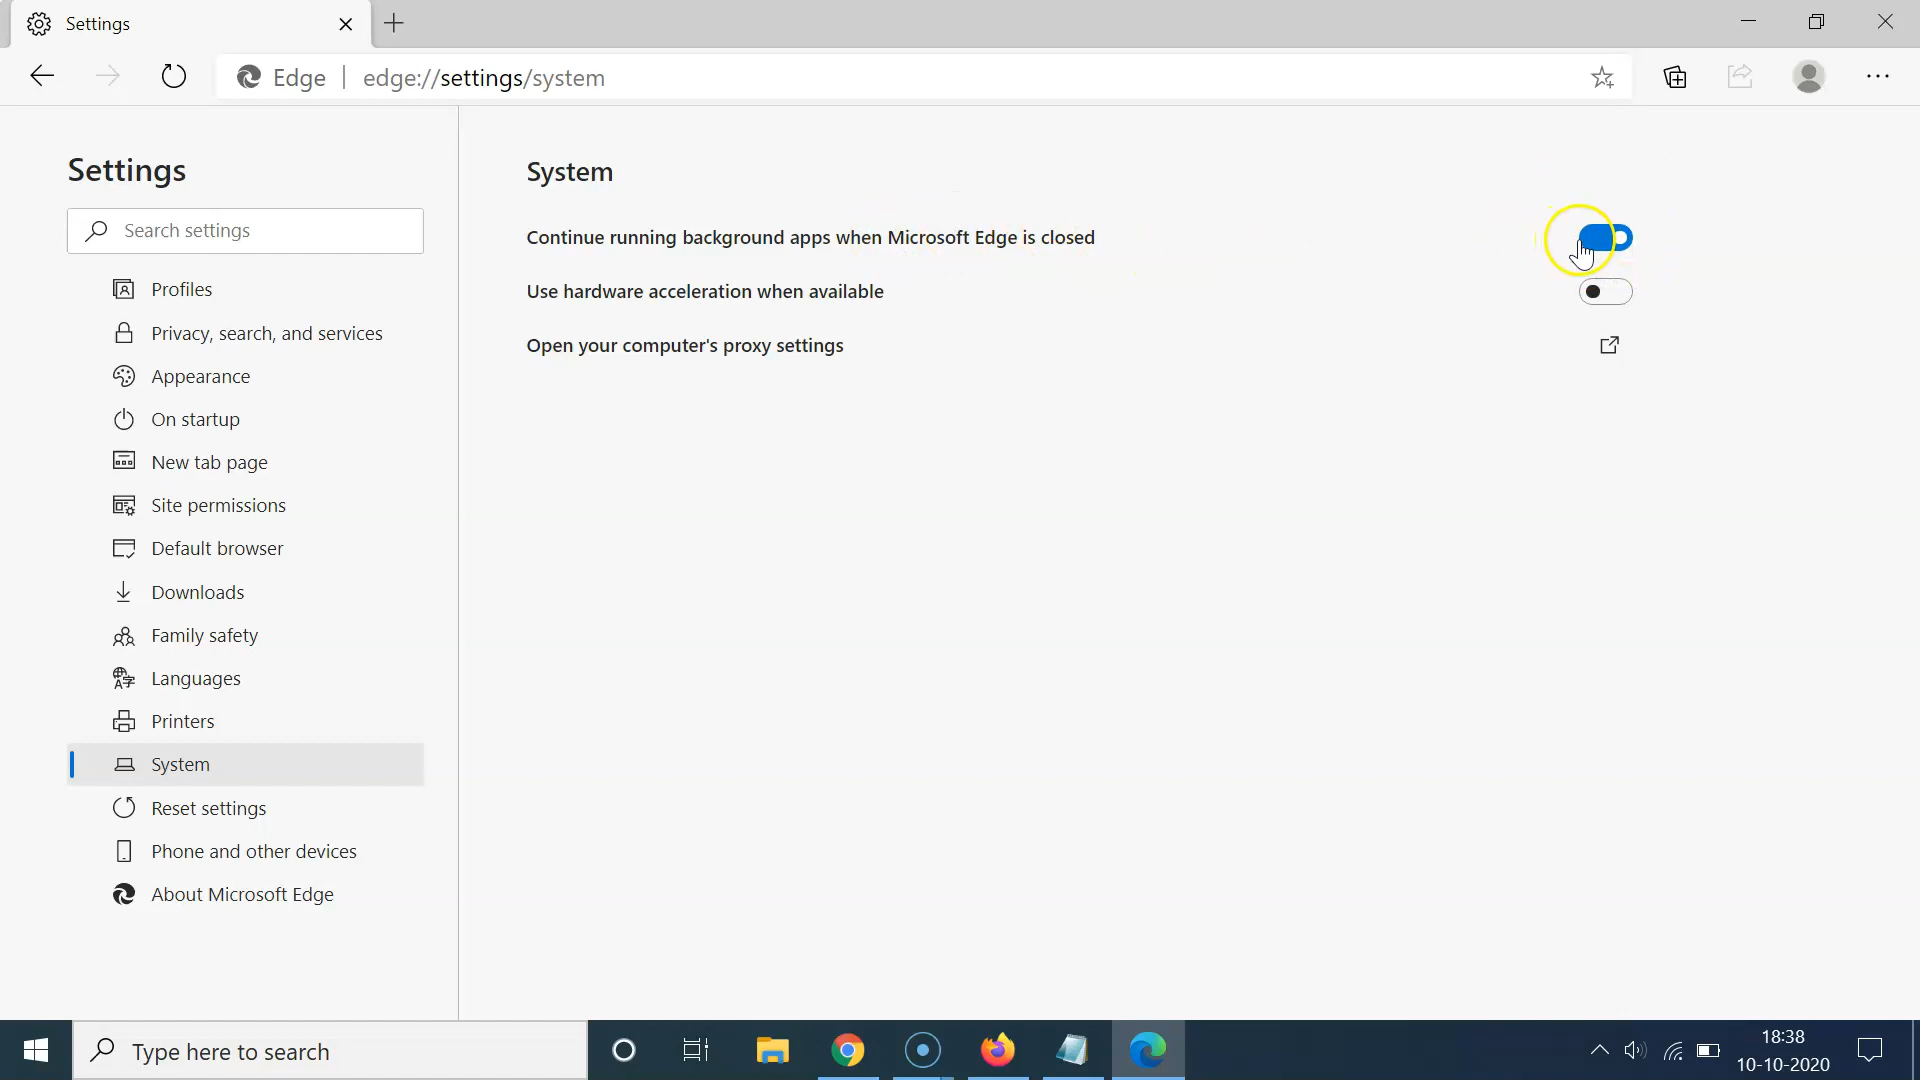 Settings
Edge
edge://settings/system
Settings
Search settings
Profiles
Privacy, search, and services
Appearance
On startup
New tab page
Site permissions
Default browser
Downloads
Family safety
Languages
Printers
System
Reset settings
Phone and other devices
About Microsoft Edge
System
Continue running background apps when Microsoft Edge is closed
Use hardware acceleration when available
Open your computer's proxy settings
Type here to search
18:38
10-10-2020